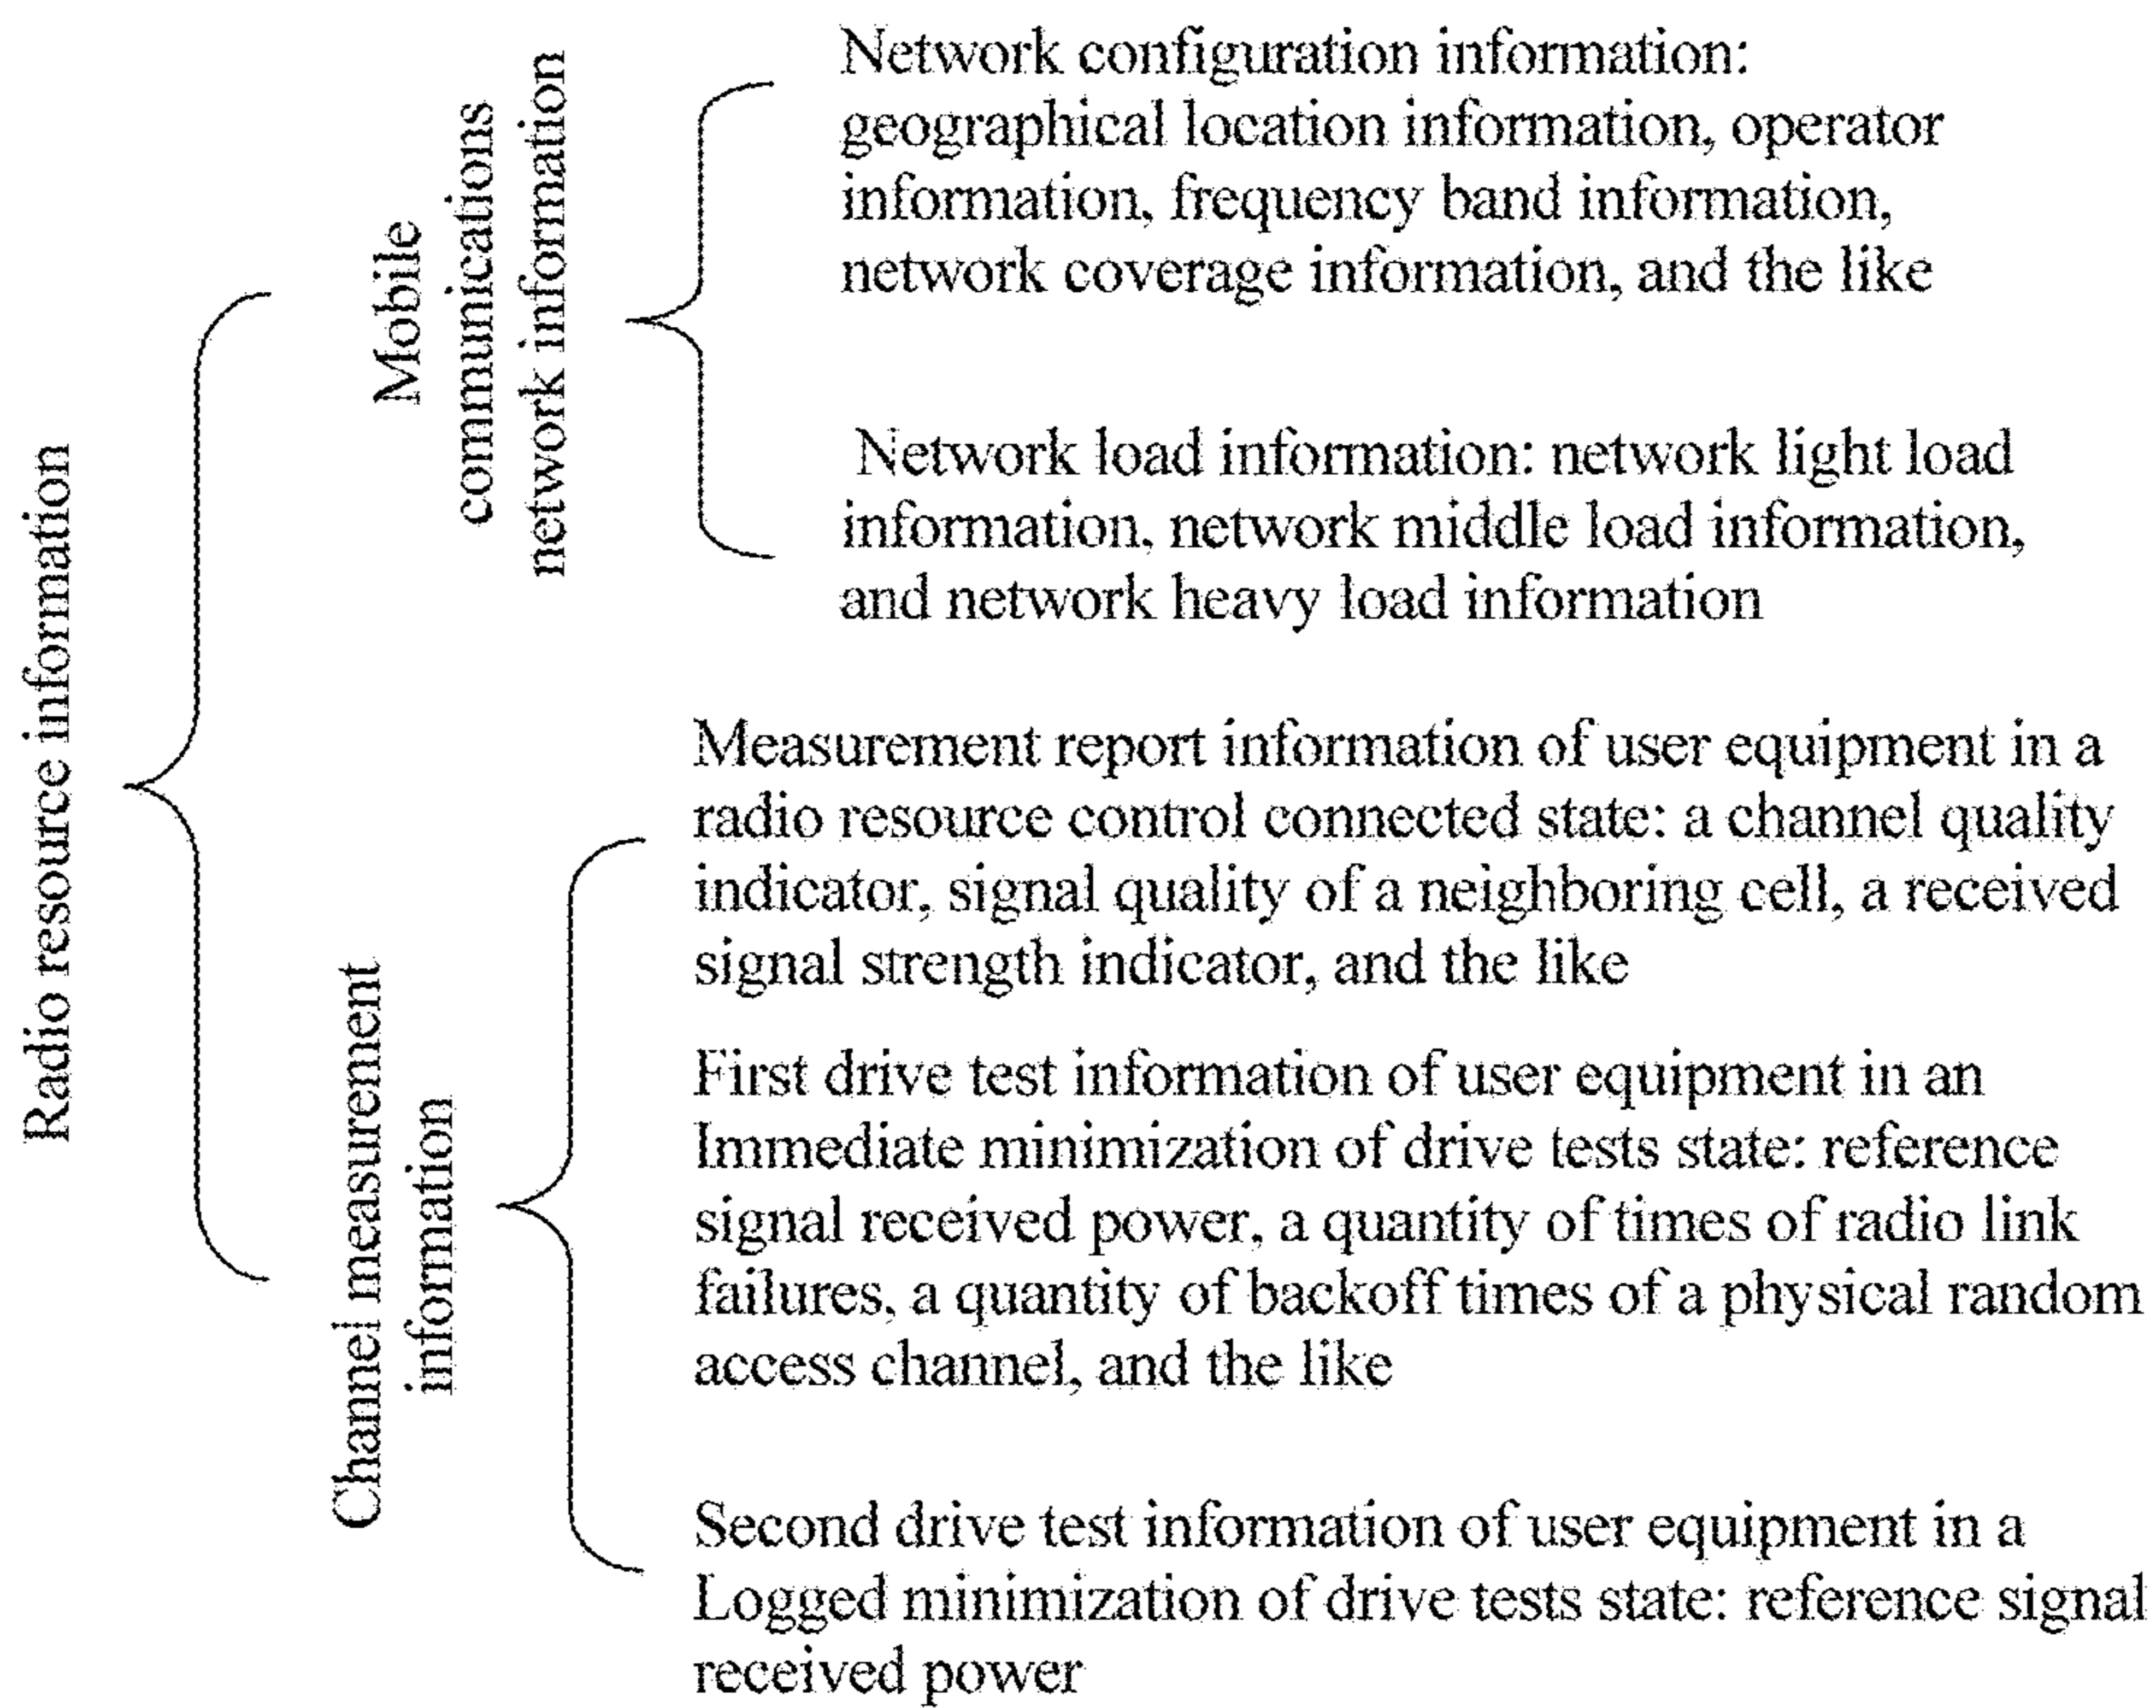 Radio resource information
Mobile
communications
network information
Network configuration information:
geographical location information, operator
information, frequency band information,
network coverage information, and the like
Network load information: network light load
information, network middle load information,
and network heavy load information
Channel measurement
information
Measurement report information of user equipment in a
radio resource control connected state: a channel quality
indicator, signal quality of a neighboring cell, a received
signal strength indicator, and the like
First drive test information of user equipment in an
Immediate minimization of drive tests state: reference
signal received power, a quantity of times of radio link
failures, a quantity of backoff times of a physical random
access channel, and the like
Second drive test information of user equipment in a
Logged minimization of drive tests state: reference signal
received power